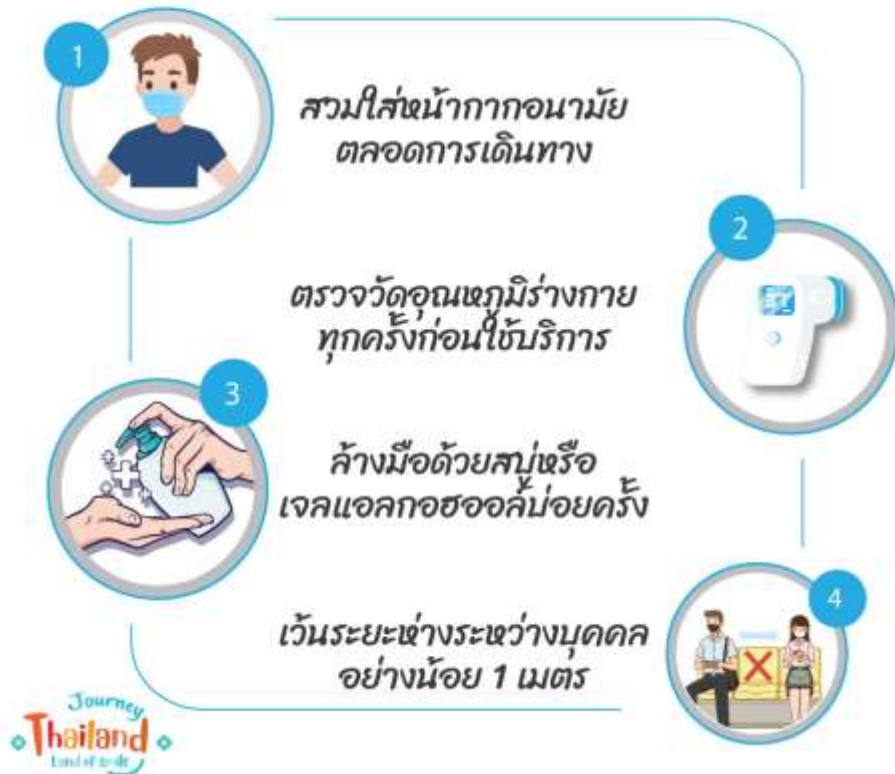 1
สวมใส่หน้ากากอนามัย
ตลอดการเดินทาง
2
ตรวจวัดอุณหภูมิร่างกาย
ทุกครั้งก่อนใช้บริการ
3
ล้างมือด้วยสบู่หรือ
เจลแอลกอฮออล์บ่อยครั้ง
4
เว้นระยะห่างระหว่างบุคคล
อย่างน้อย 1 เมตร
Journey
Thailand
Land of smile